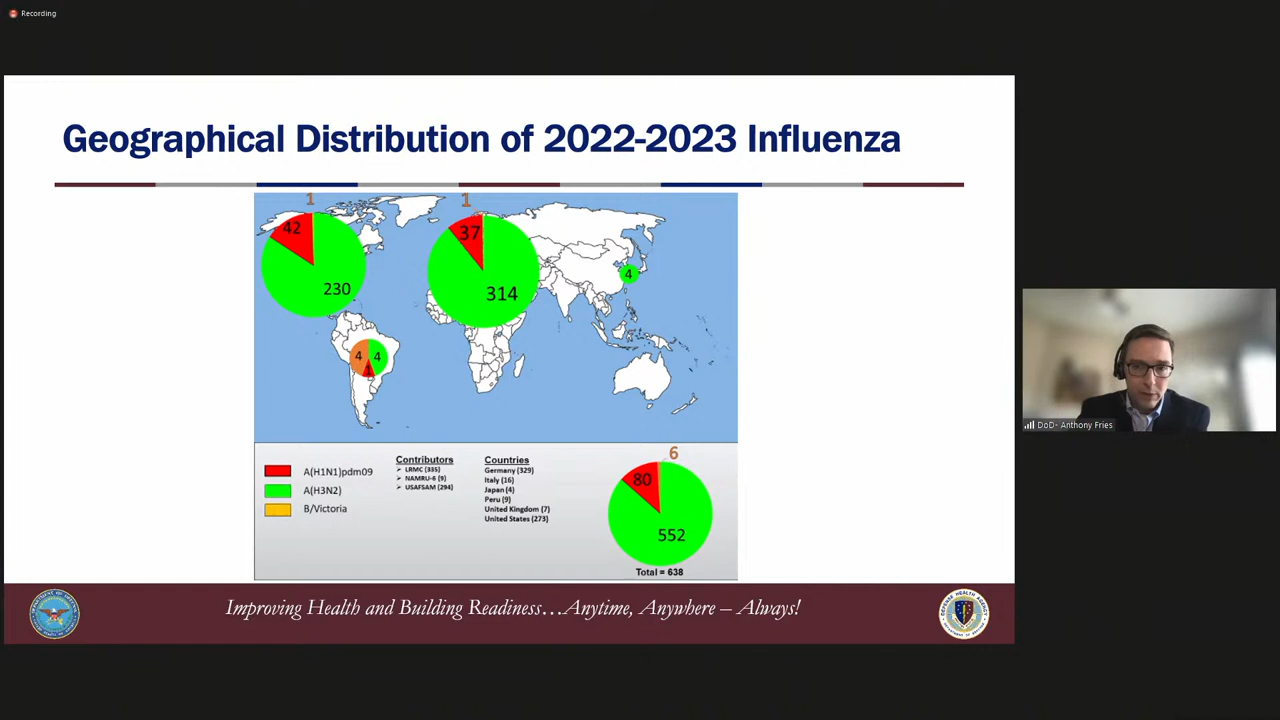 Recording
Geographical Distribution of 2022-2023 Influenza
1
1
42
37
230
314
4
4
4
1
A(H1N1)pdm09
A(H3N2)
B/Victoria
Contributors
➢ LRMC (335)
➢ NAMRU-6 (9)
➢ USAFSAM (294)
Countries
Germany (329)
Italy (16)
Japan (4)
Peru (9)
United Kingdom (7)
United States (273)
6
80
552
Total = 638
Improving Health and Building Readiness…Anytime, Anywhere – Always!
DoD- Anthony Fries